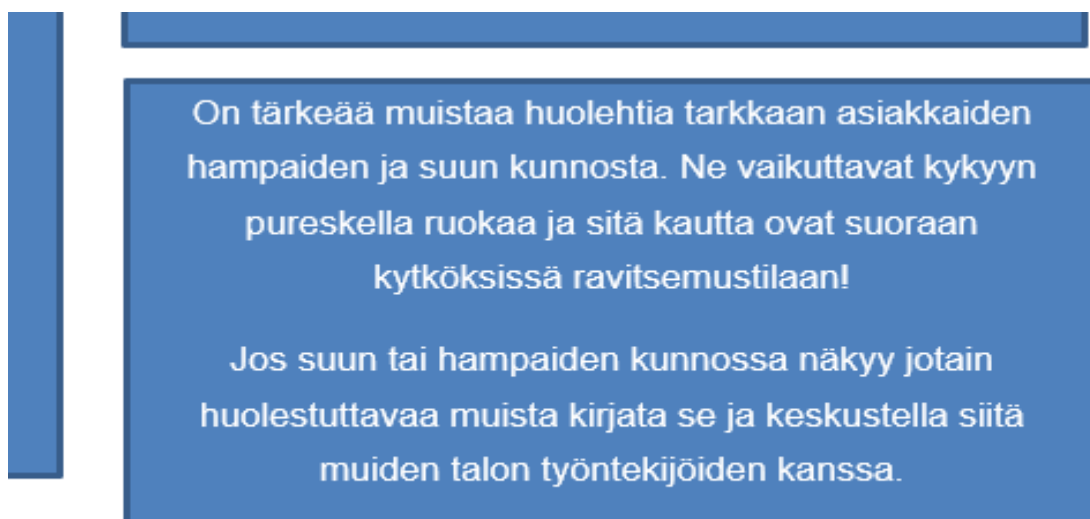 On tärkeää muistaa huolehtia tarkkaan asiakkaiden
hampaiden ja suun kunnosta. Ne vaikuttavat kykyyn
pureskella ruokaa ja sitä kautta ovat suoraan
kytköksissä ravitsemustilaan!
Jos suun tai hampaiden kunnossa näkyy jotain
huolestuttavaa muista kirjata se ja keskustella siitä
muiden talon työntekijöiden kanssa.